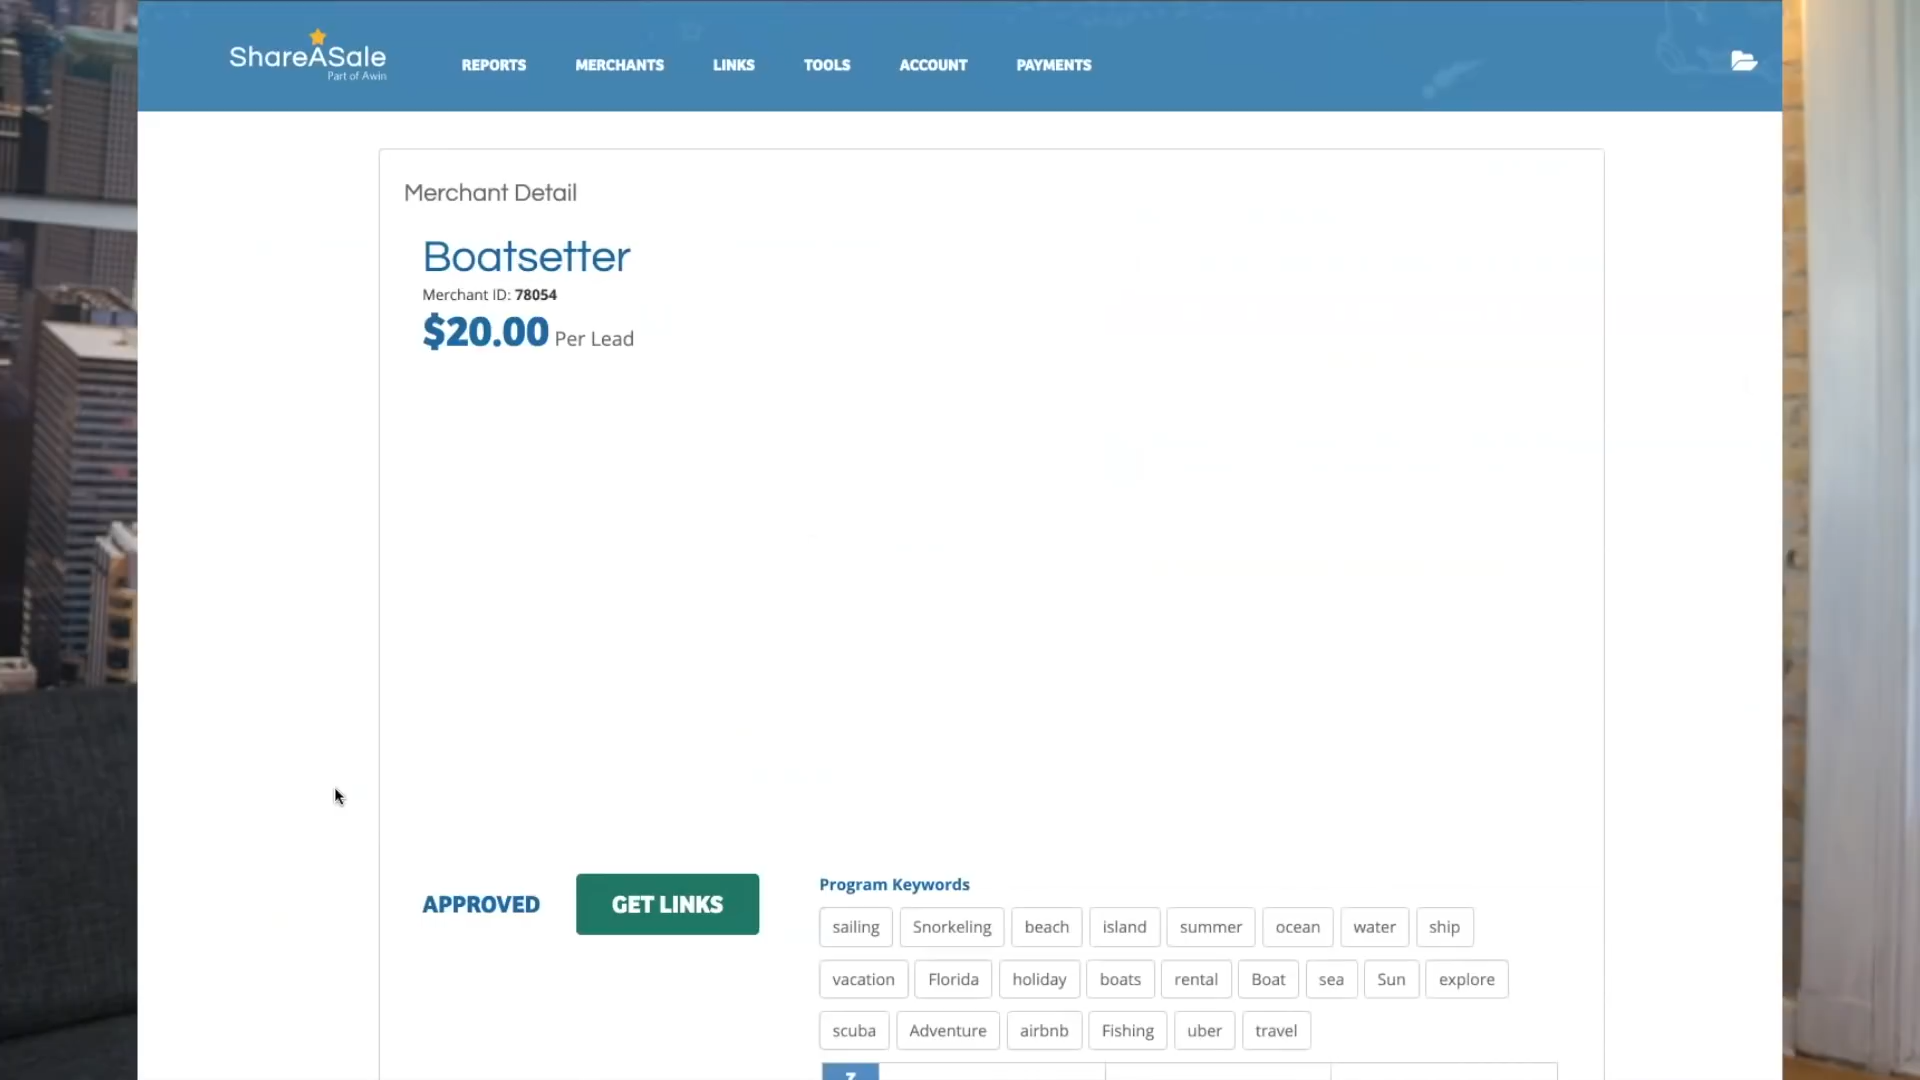 ShareASale
Part of Awin
REPORTS MERCHANTS LINKS TOOLS ACCOUNT PAYMENTS
Merchant Detail
Boatsetter
Merchant ID: 78054
$20.00 Per Lead
APPROVED GET LINKS
Program Keywords
sailing Snorkeling beach island summer ocean water ship
vacation Florida holiday boats rental Boat sea Sun explore
scuba Adventure airbnb Fishing uber travel